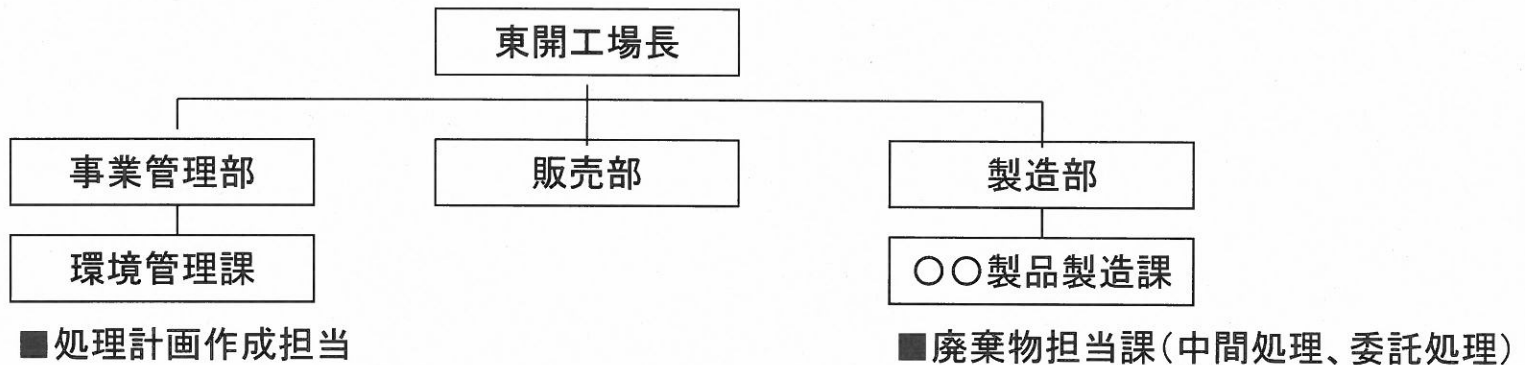 東開工場長
事業管理部
販売部
製造部
環境管理課
○○製品製造課
■処理計画作成担当
■廃棄物担当課(中間処理、委託処理)